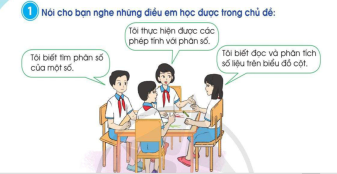 1 Nói cho bạn nghe những điều em học được trong chủ đề:
Tôi thực hiện được các
phép tính với phân số.
Tôi biết tìm phân số
của một số.
Tôi biết đọc và phân tích
số liệu trên biểu đồ cột.